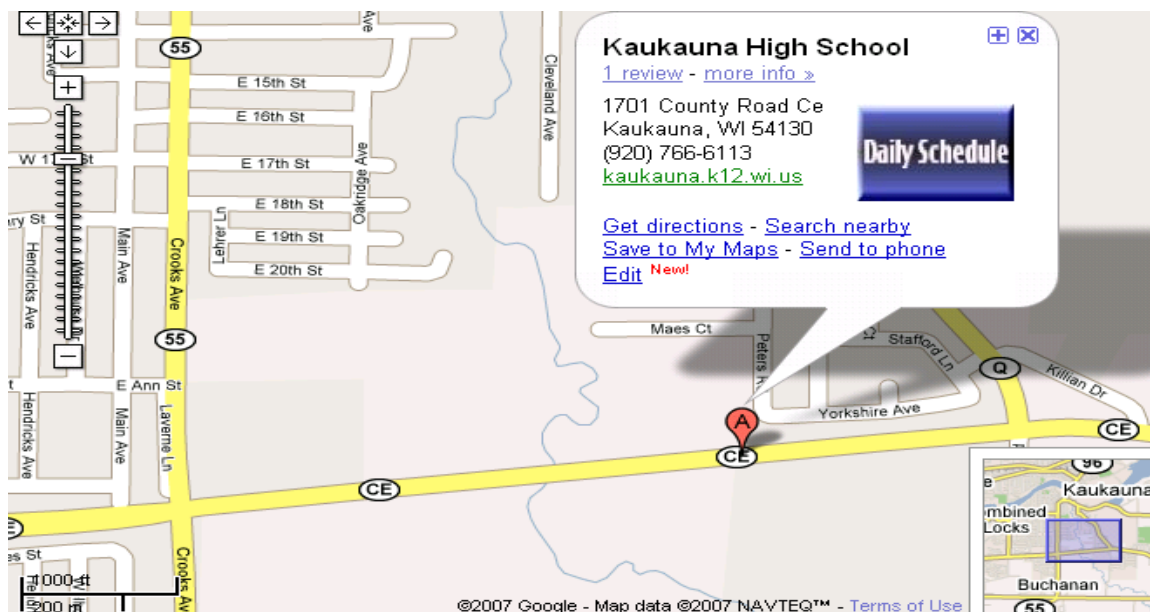 Kaukauna High School
1 review - more info »
1701 County Road Ce
Kaukauna, WI 54130
(920) 766-6113
kaukauna.k12.wi.us
Daily Schedule
Get directions - Search nearby
Save to My Maps - Send to phone
Edit New!
55
E 15th St
E 16th St
E 17th St
E 18th St
E 19th St
E 20th St
Oakridge Ave
Cleveland Ave
Lehrer Ln
Crooks Ave
Main Ave
Hendricks Ave
55
E Ann St
Hendricks Ave
Main Ave
Laverne Ln
Maes Ct
Stafford Ln
Q
Killian Dr
Yorkshire Ave
A
CE
CE
CE
96
Kaukauna
Locks
Buchanan
55
1000 ft
200 m
©2007 Google - Map data ©2007 NAVTEQ™ - Terms of Use